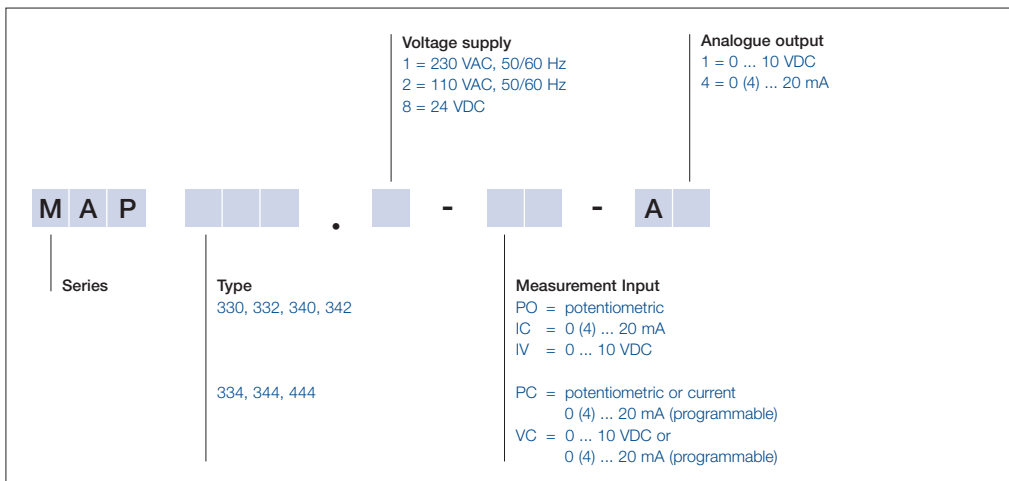 Voltage supply
1 = 230 VAC, 50/60 Hz
2 = 110 VAC, 50/60 Hz
8 = 24 VDC
Analogue output
1 = 0 ... 10 VDC
4 = 0 (4) ... 20 mA
M A P . - - A
Series
Type
330, 332, 340, 342
334, 344, 444
Measurement Input
PO = potentiometric
IC = 0 (4) ... 20 mA
IV = 0 ... 10 VDC
PC = potentiometric or current
0 (4) ... 20 mA (programmable)
VC = 0 ... 10 VDC or
0 (4) ... 20 mA (programmable)